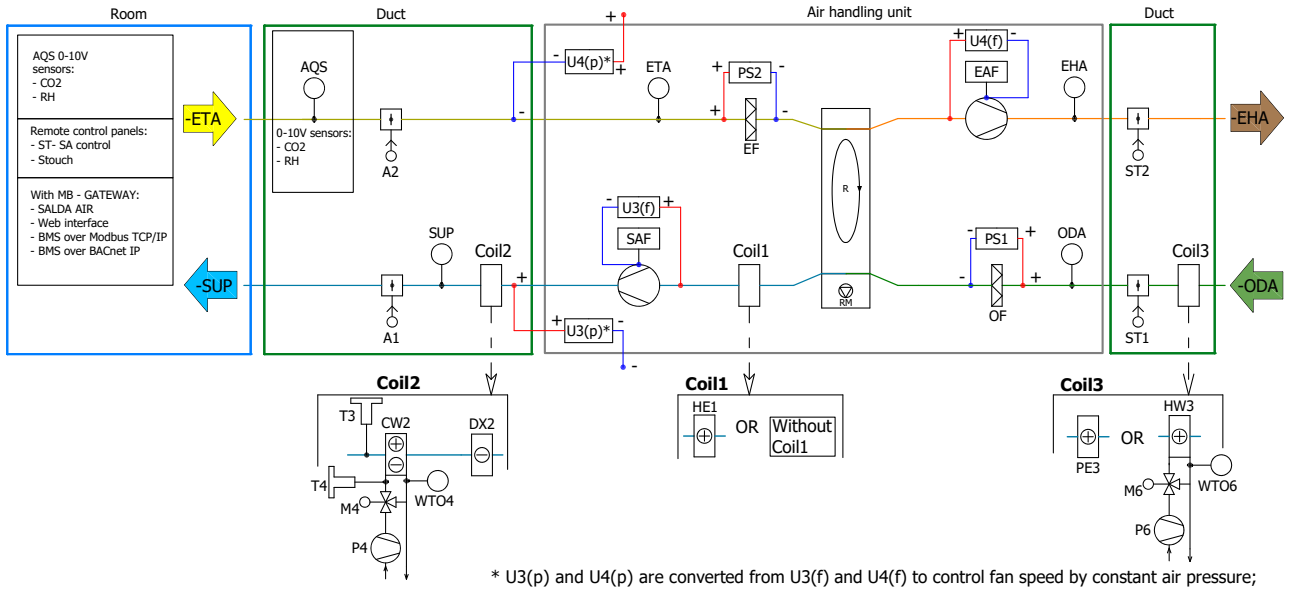 Room
Duct
Air handling unit
Duct
AQS 0-10V
sensors:
- CO2
- RH
Remote control panels:
- ST- SA control
- Stouch
With MB - GATEWAY:
- SALDA AIR
- Web interface
- BMS over Modbus TCP/IP
- BMS over BACnet IP
-ETA
-SUP
AQS
0-10V sensors:
- CO2
- RH
A2
SUP
Coil2
A1
+
-
U4(p)*
+
-
+
-
U3(p)*
-
+
-
ETA
+
PS2
-
+
-
EF
+
U4(f)
-
EAF
EHA
-
U3(f)
+
SAF
Coil1
R
RM
-
PS1
+
-
+
OF
ODA
ST2
ST1
Coil3
-EHA
-ODA
Coil2
T3
CW2
DX2
T4
M4
WTO4
P4
Coil1
HE1
OR
Without
Coil1
Coil3
HW3
OR
PE3
M6
WTO6
P6
* U3(p) and U4(p) are converted from U3(f) and U4(f) to control fan speed by constant air pressure;